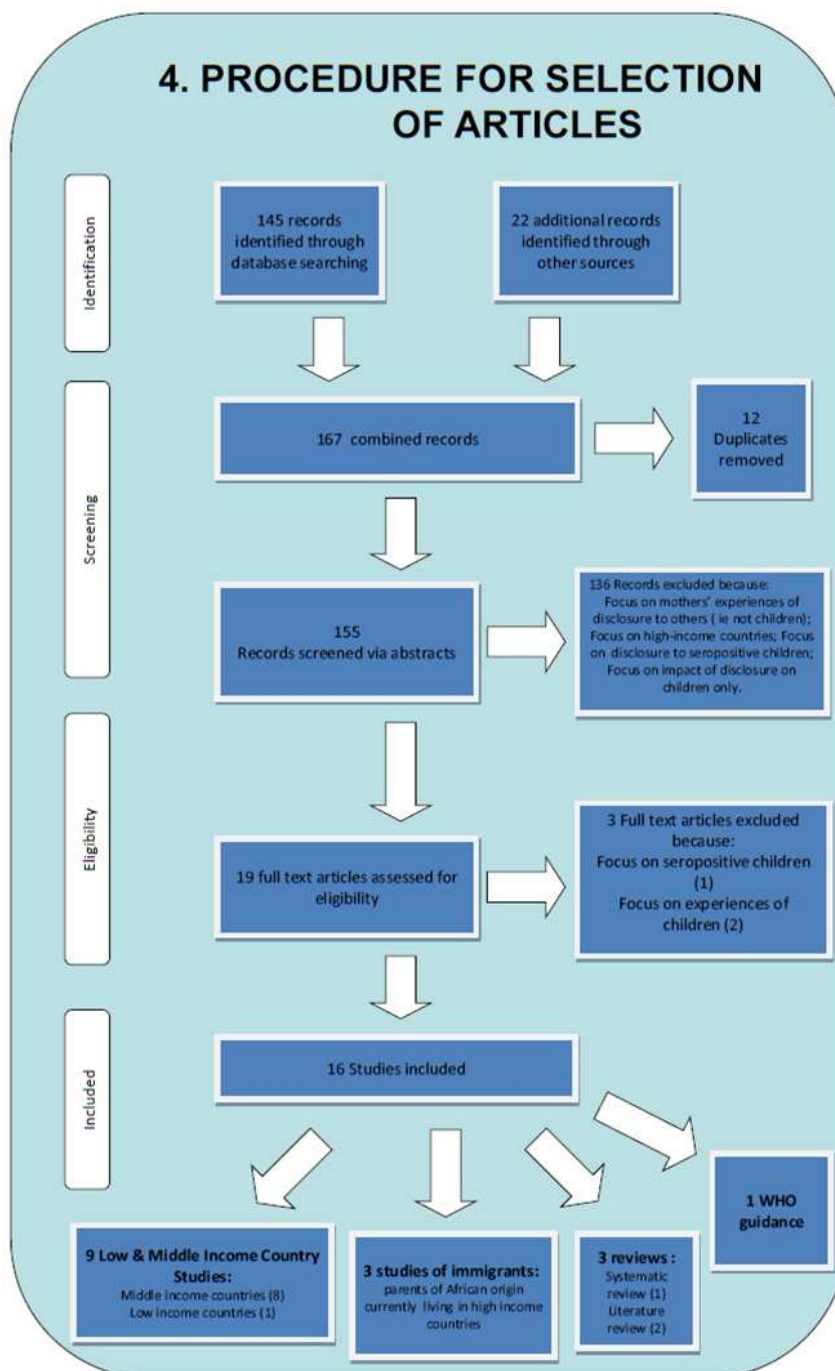 4. PROCEDURE FOR SELECTION
OF ARTICLES
Identification
145 records
identified through
database searching
22 additional records
identified through
other sources
Screening
167 combined records
12
Duplicates
removed
155
Records screened via abstracts
136 Records excluded because:
Focus on mothers' experiences of
disclosure to others ( ie not children);
Focus on high-income countries; Focus
on disclosure to seropositive children;
Focus on impact of disclosure on
children only.
Eligibility
19 full text articles assessed for
eligibility
3 Full text articles excluded
because:
Focus on seropositive children
(1)
Focus on experiences of
children (2)
Included
16 Studies included
9 Low & Middle Income Country
Studies:
Middle income countries (8)
Low income countries (1)
3 studies of immigrants:
parents of African origin
currently living in high income
countries
3 reviews :
Systematic
review (1)
Literature
review (2)
1 WHO
guidance